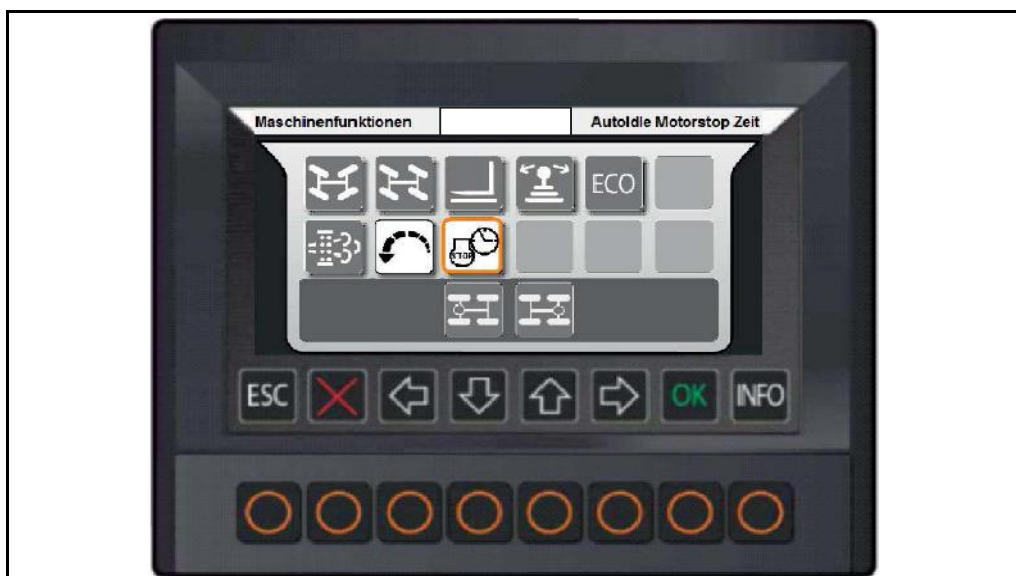 Maschinenfunktionen
AutoIdle Motorstop Zeit
ECO
STOP
ESC
OK
INFO